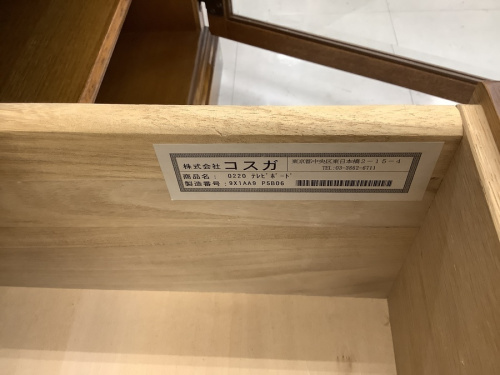 株式会社 コスガ 東京都中央区東日本橋2-15-4
TEL:03-3862-6711
商品名: 0220 テレビボード
製造番号:9X1AA9 P5B06